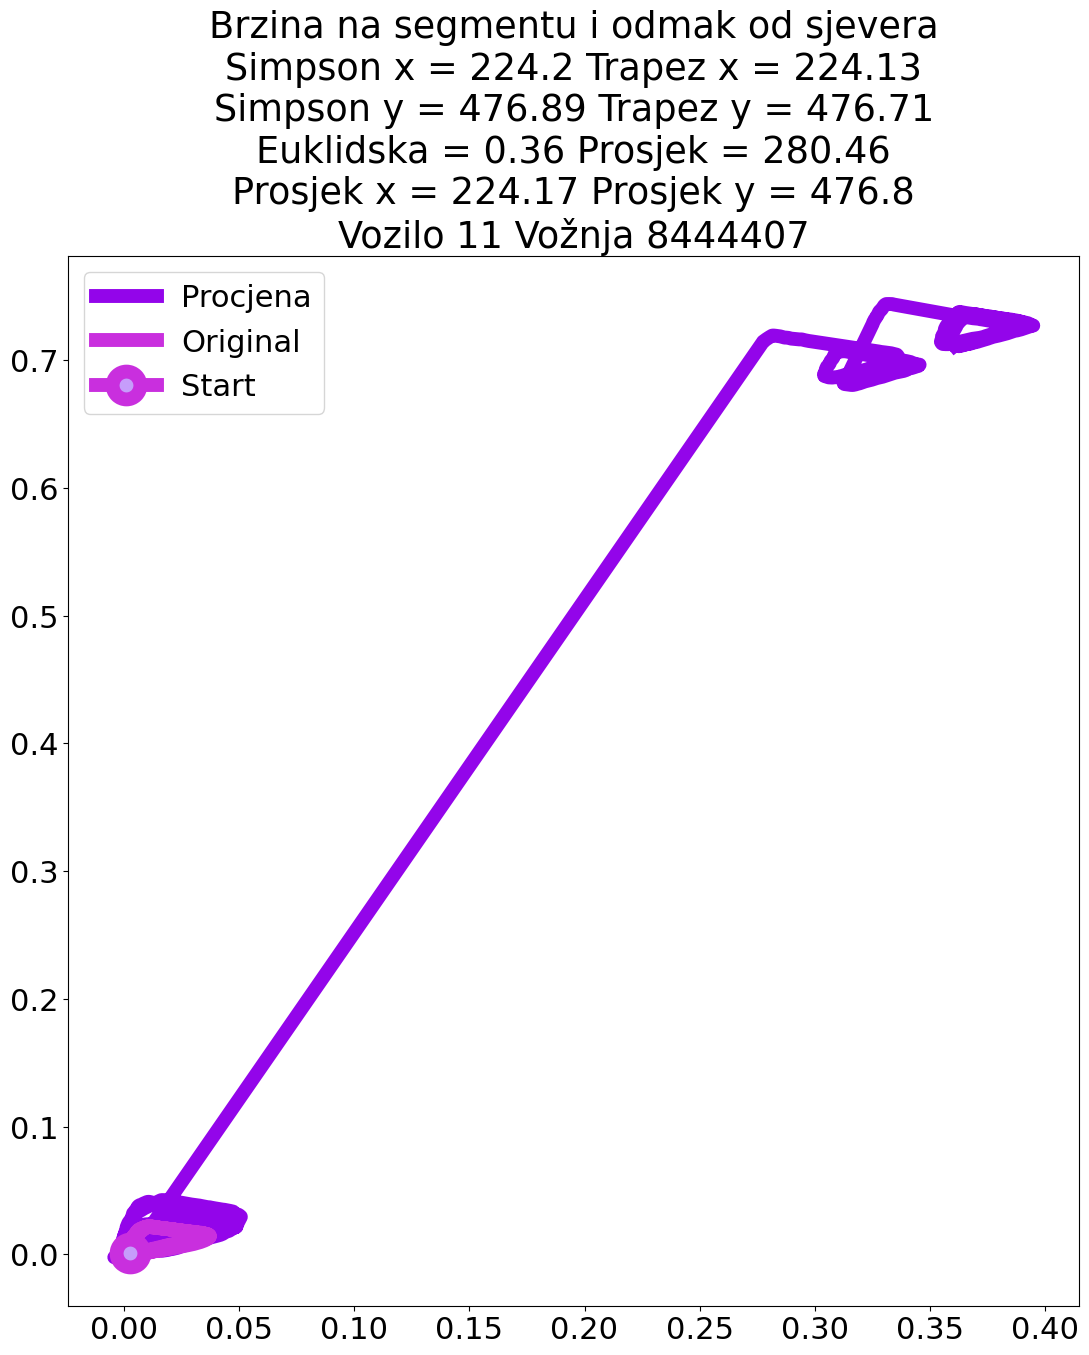 Brzina na segmentu i odmak od sjevera
Simpson x = 224.2 Trapez x = 224.13
Simpson y = 476.89 Trapez y = 476.71
Euklidska = 0.36 Prosjek = 280.46
Prosjek x = 224.17 Prosjek y = 476.8
Vozilo 11 Vožnja 8444407
Procjena
Original
Start
0.7
0.6
0.5
0.4
0.3
0.2
0.1
0.0
0.00 0.05 0.10 0.15 0.20 0.25 0.30 0.35 0.40